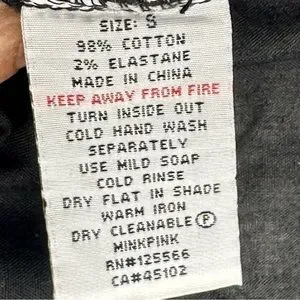 SIZE: S
98% COTTON
2% ELASTANE
MADE IN CHINA
KEEP AWAY FROM FIRE
TURN INSIDE OUT
COLD HAND WASH
SEPARATELY
USE MILD SOAP
COLD RINSE
DRY FLAT IN SHADE
WARM IRON
DRY CLEANABLE Ⓟ
MINKPINK
RN#125566
CA#45102